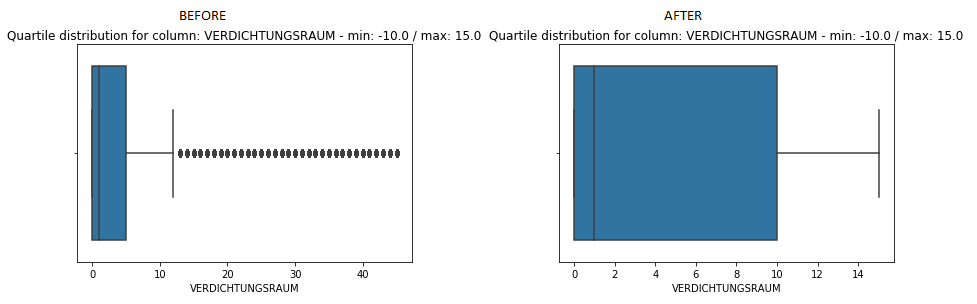 BEFORE
AFTER
Quartile distribution for column: VERDICHTUNGSRAUM - min: -10.0 / max: 15.0
Quartile distribution for column: VERDICHTUNGSRAUM - min: -10.0 / max: 15.0
0 10 20 30 40
VERDICHTUNGSRAUM
0 2 4 6 8 10 12 14
VERDICHTUNGSRAUM